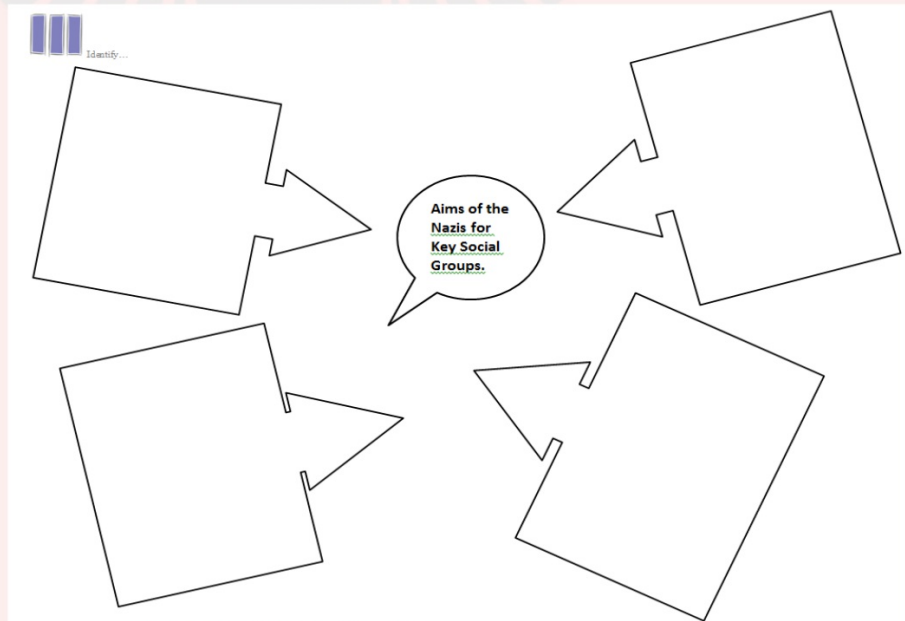 Identify...
Aims of the
Nazis for
Key Social
Groups.